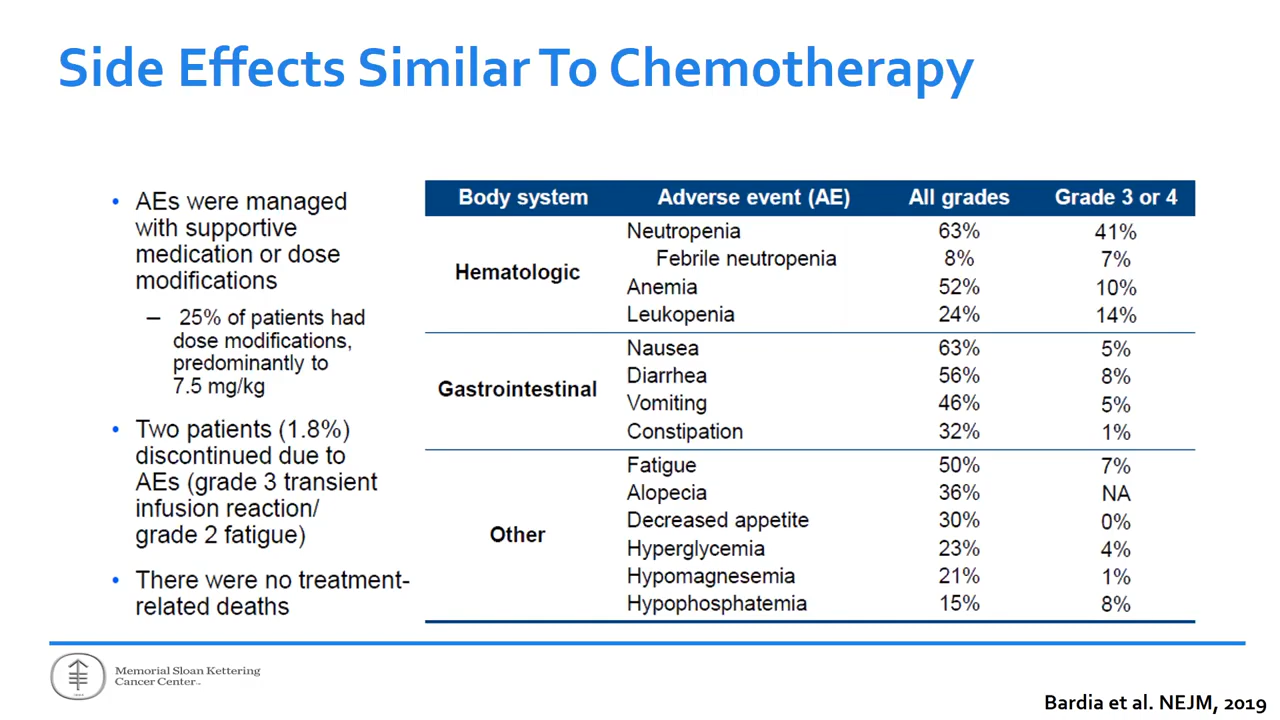 Side Effects Similar To Chemotherapy
• AEs were managed
with supportive
medication or dose
modifications
– 25% of patients had
dose modifications,
predominantly to
7.5 mg/kg
• Two patients (1.8%)
discontinued due to
AEs (grade 3 transient
infusion reaction/
grade 2 fatigue)
• There were no treatment-
related deaths
Body system Adverse event (AE) All grades Grade 3 or 4
Hematologic
Neutropenia 63% 41%
Febrile neutropenia 8% 7%
Anemia 52% 10%
Leukopenia 24% 14%
Gastrointestinal
Nausea 63% 5%
Diarrhea 56% 8%
Vomiting 46% 5%
Constipation 32% 1%
Other
Fatigue 50% 7%
Alopecia 36% NA
Decreased appetite 30% 0%
Hyperglycemia 23% 4%
Hypomagnesemia 21% 1%
Hypophosphatemia 15% 8%
Memorial Sloan Kettering
Cancer Center
Bardia et al. NEJM, 2019